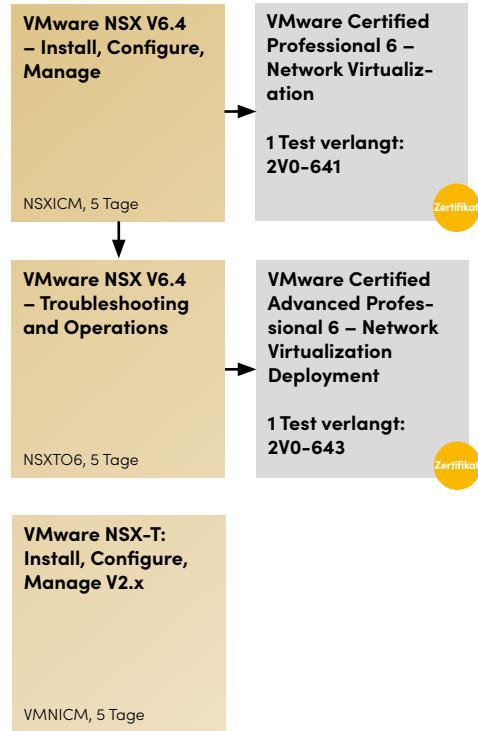 VMware NSX V6.4
– Install, Configure,
Manage
NSXICM, 5 Tage
VMware Certified
Professional 6 –
Network Virtualiz-
ation
1 Test verlangt:
2V0-641
Zertifikat
VMware NSX V6.4
– Troubleshooting
and Operations
NSXTO6, 5 Tage
VMware Certified
Advanced Profes-
sional 6 – Network
Virtualization
Deployment
1 Test verlangt:
2V0-643
Zertifikat
VMware NSX-T:
Install, Configure,
Manage V2.x
VMNICM, 5 Tage